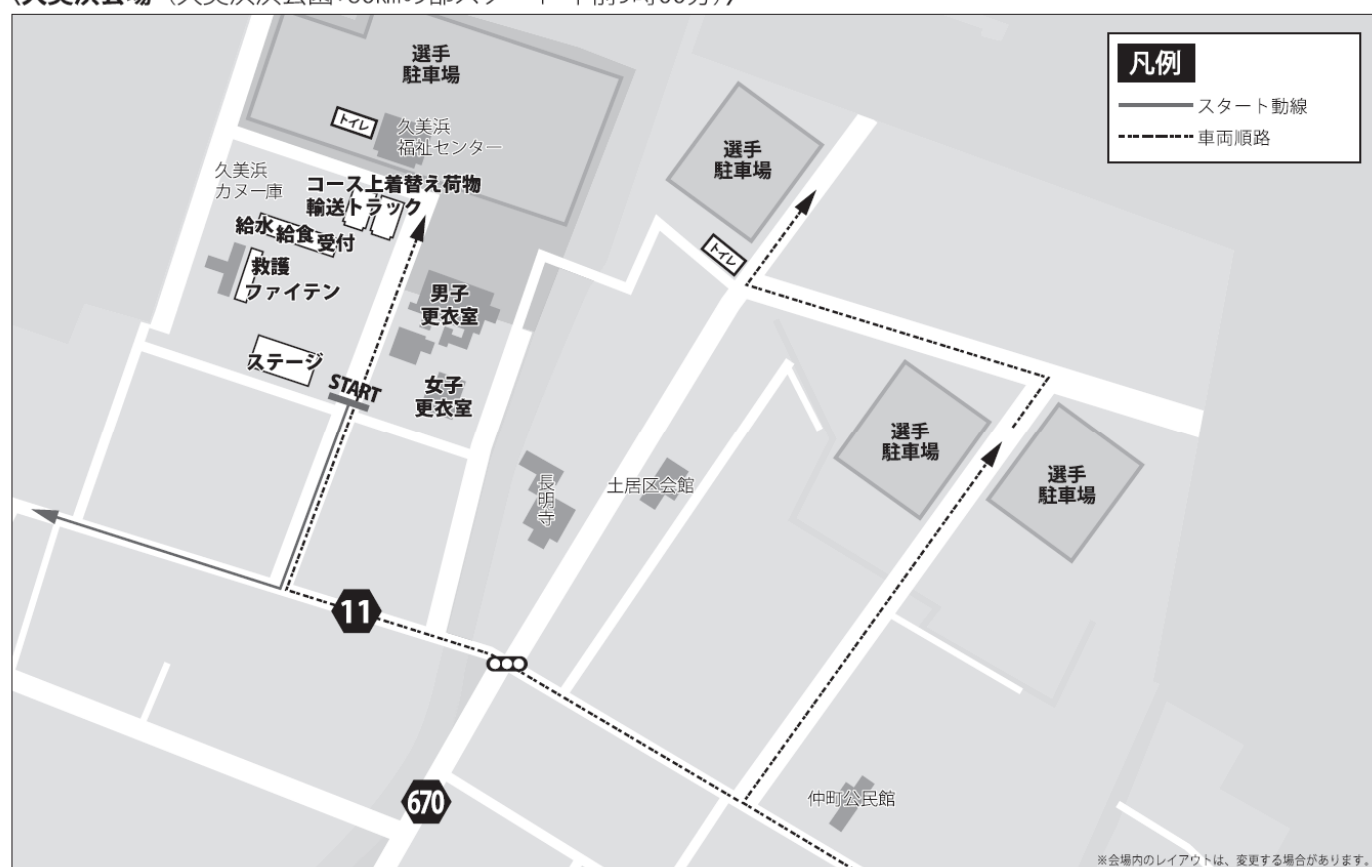 選手
駐車場
トイレ
久美浜
福祉センター
久美浜
カヌー庫
コース上着替え荷物
輸送トラック
給水 給食 受付
救護
ファイテン
男子
更衣室
ステージ
START
女子
更衣室
選手
駐車場
トイレ
選手
駐車場
選手
駐車場
長明寺
土居区会館
11
670
仲町公民館
凡例
スタート動線
車両順路
※会場内のレイアウトは、変更する場合があります。